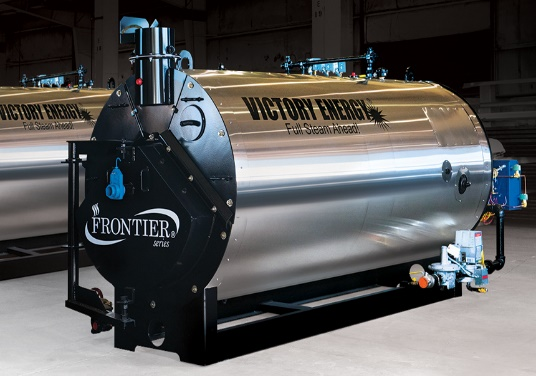 VICTORY ENERGY
Full Steam Ahead!
VICTORY ENERGY
Full Steam Ahead!
FRONTIER®
series